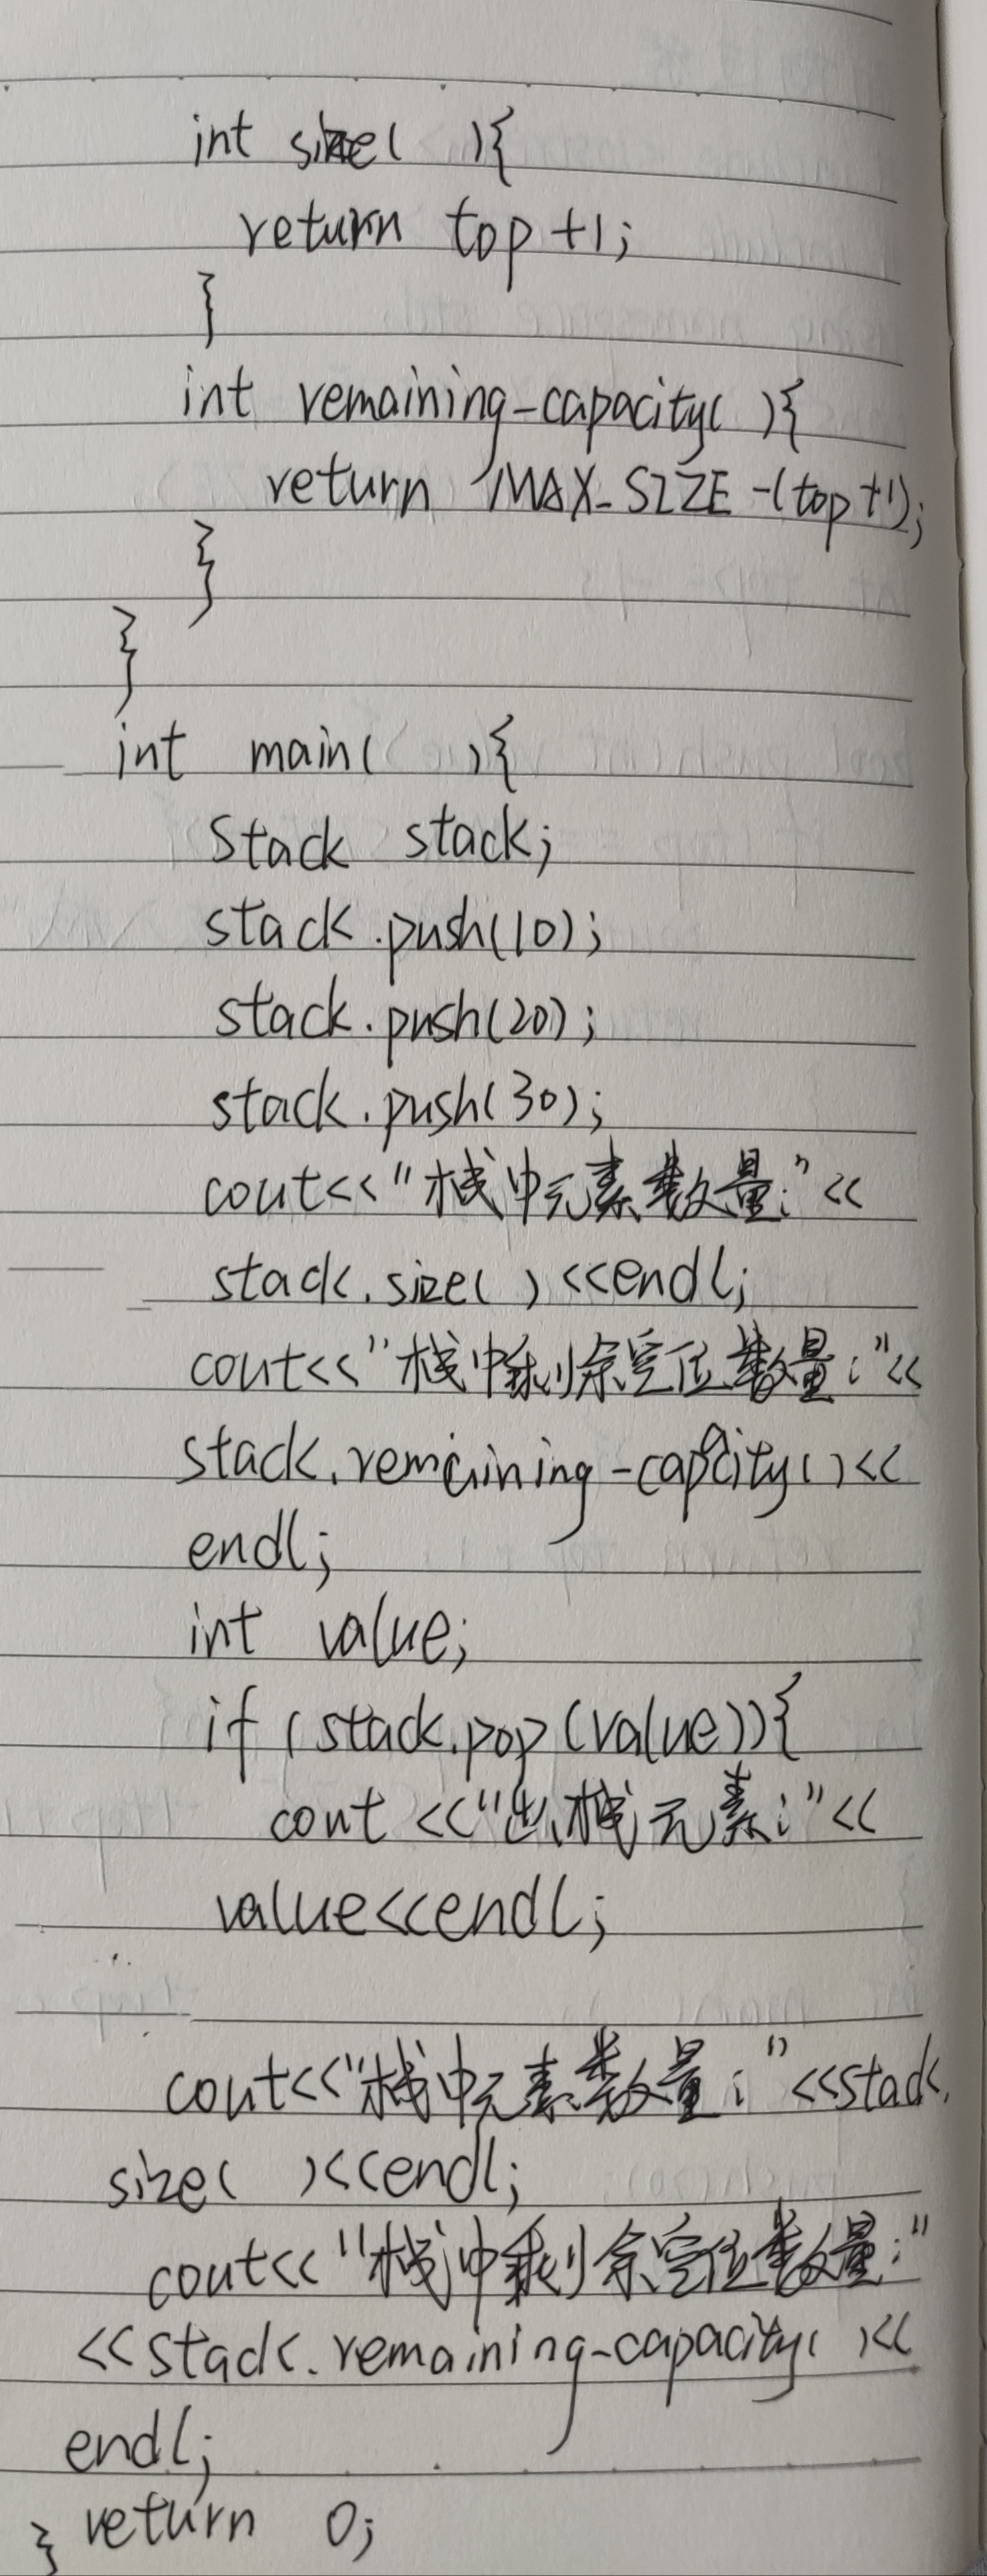 int size( ){
return top+1;
}
int remaining-capacity( ){
return MAX_SIZE-(top+1);
}
}
int main( ){
Stack stack;
stack.push(10);
stack.push(20);
stack.push(30);
cout<<"栈中元素数量:"<<
stack.size( )<<endl;
cout<<"栈中剩余空位数量:"<<
stack.remaining-capacity()<<
endl;
int value;
if (stack.pop(value)){
cout <<"出栈元素:"<<
value<<endl;
cout<<"栈中元素数量:"<<stack.
size( )<<endl;
cout<<"栈中剩余空位数量:"
<<stack.remaining-capacity( )<<
endl;
} return 0;